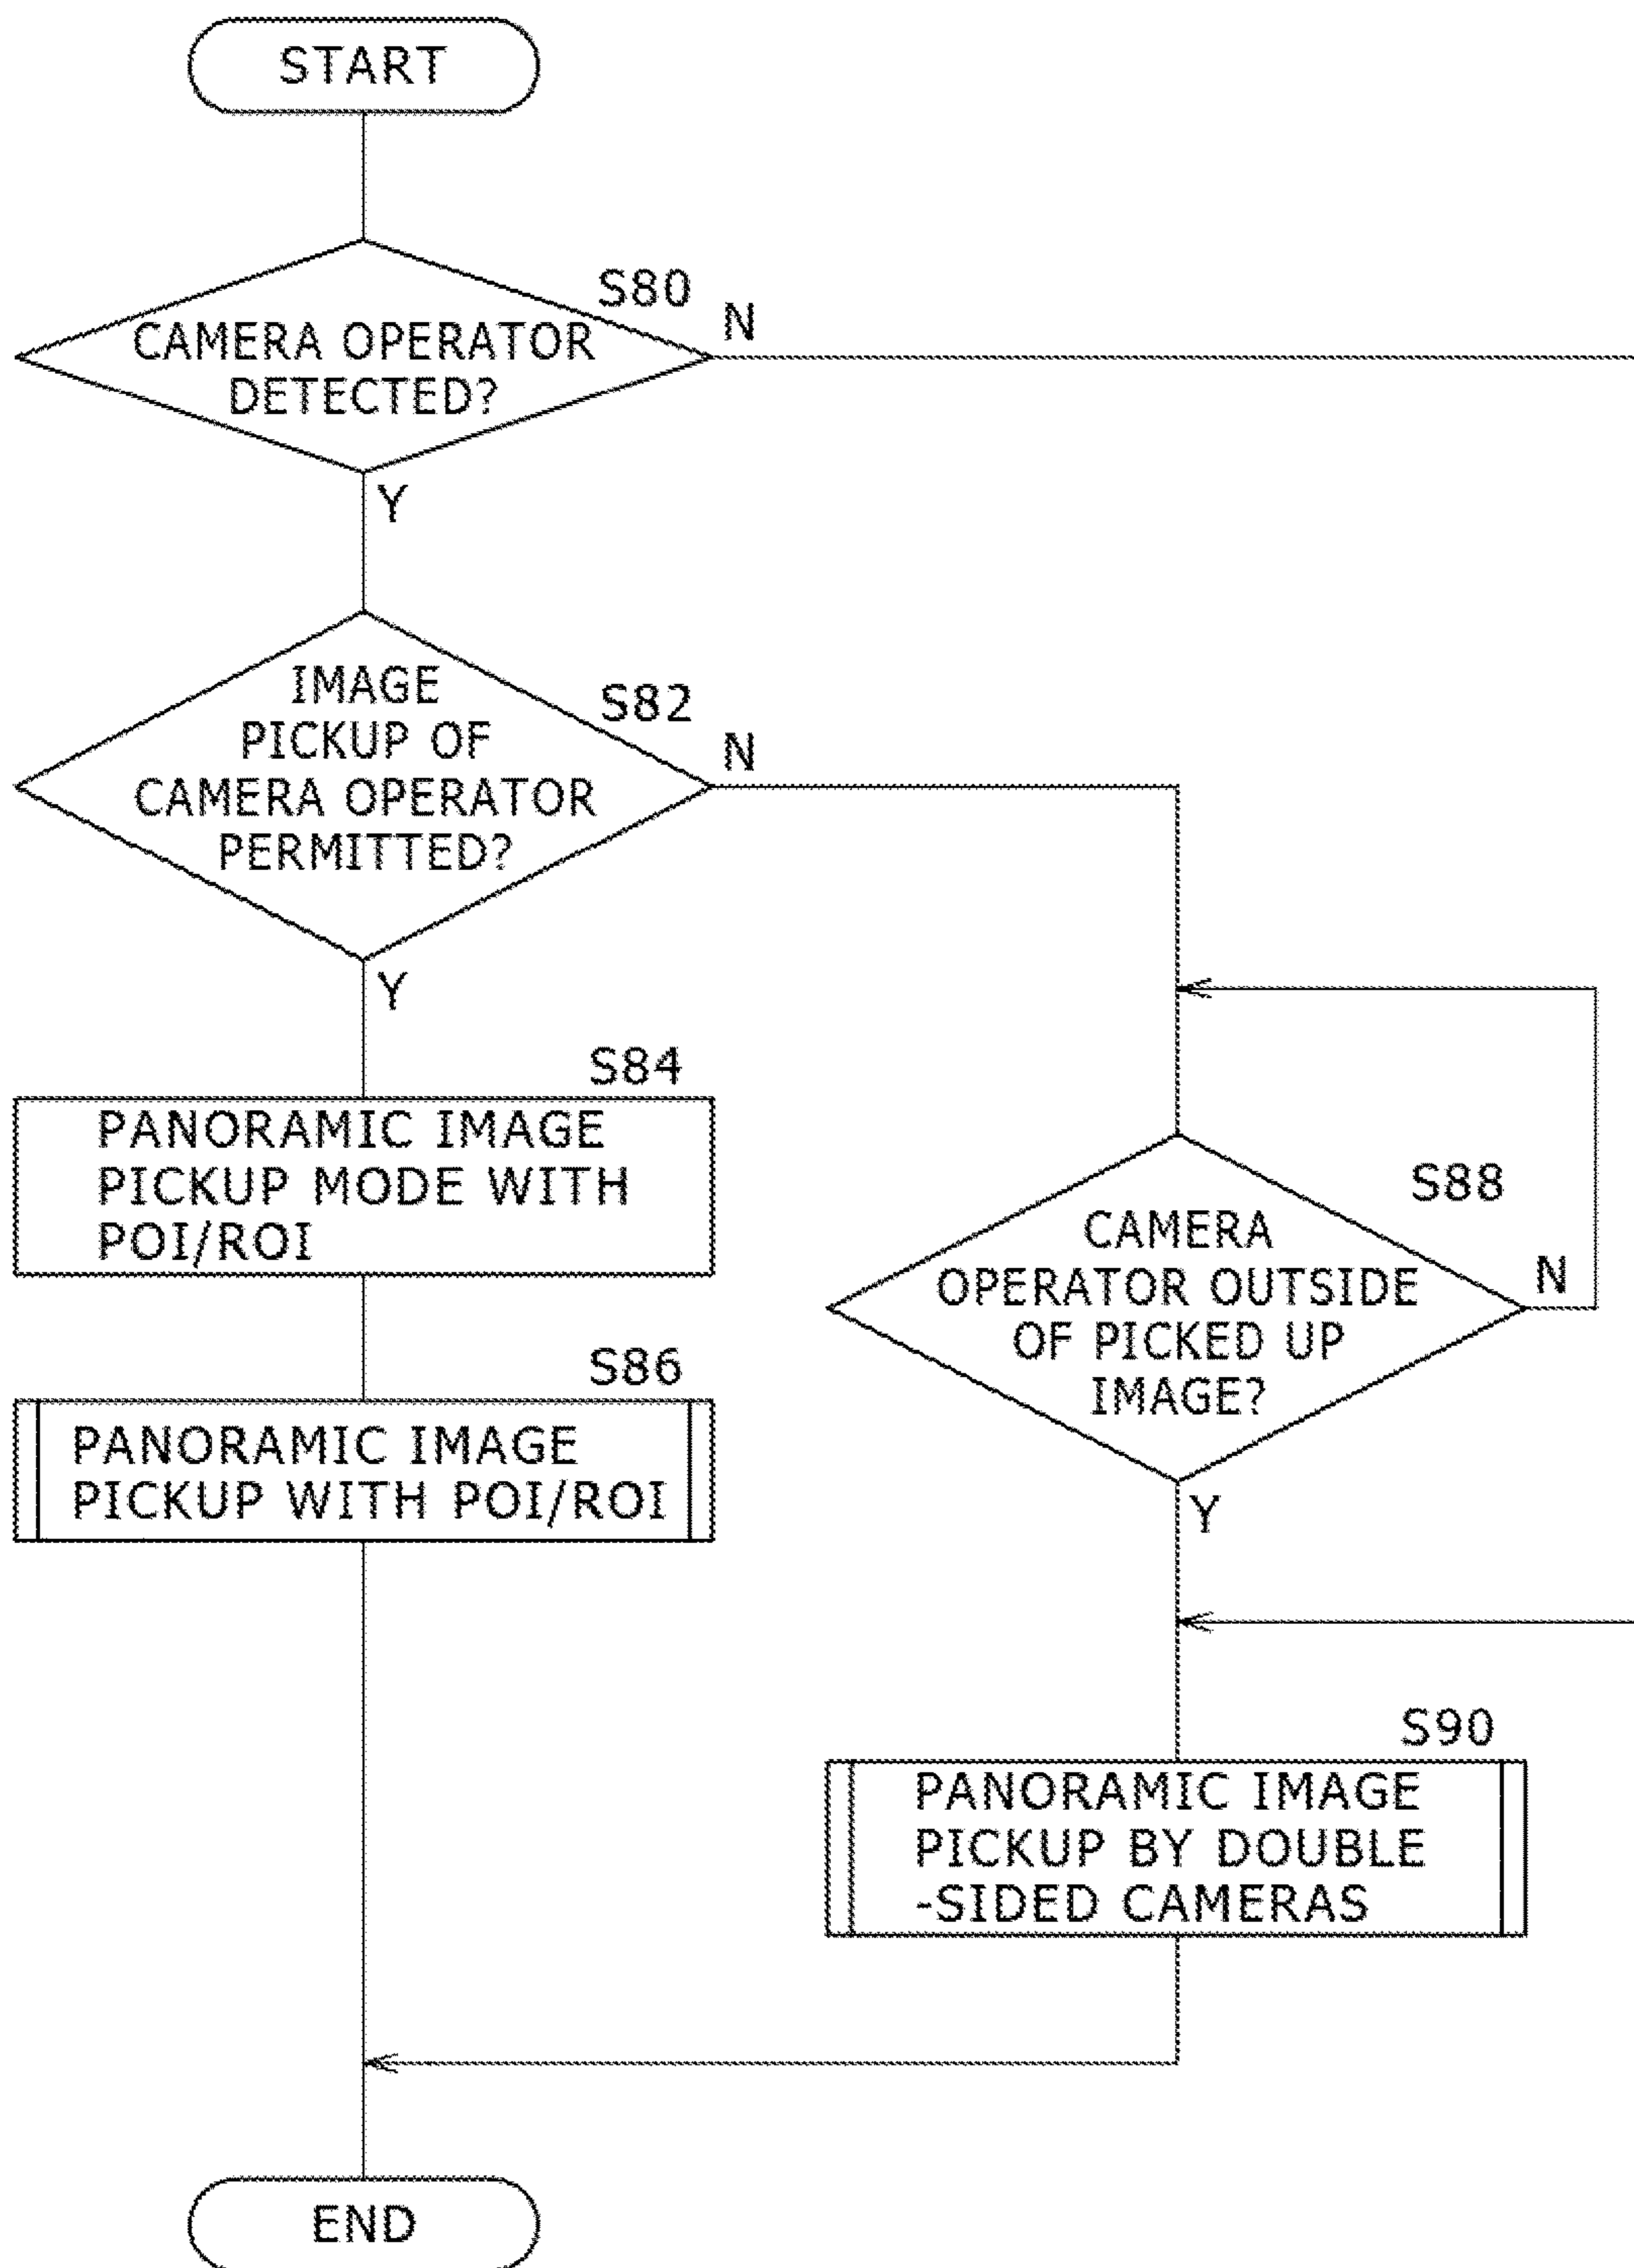 START
S80
N
CAMERA OPERATOR
DETECTED?
Y
IMAGE
PICKUP OF
CAMERA OPERATOR
PERMITTED?
S82
N
Y
S84
PANORAMIC IMAGE
PICKUP MODE WITH
POI/ROI
S86
PANORAMIC IMAGE
PICKUP WITH POI/ROI
S88
CAMERA
OPERATOR OUTSIDE
OF PICKED UP
IMAGE?
N
Y
S90
PANORAMIC IMAGE
PICKUP BY DOUBLE
-SIDED CAMERAS
END